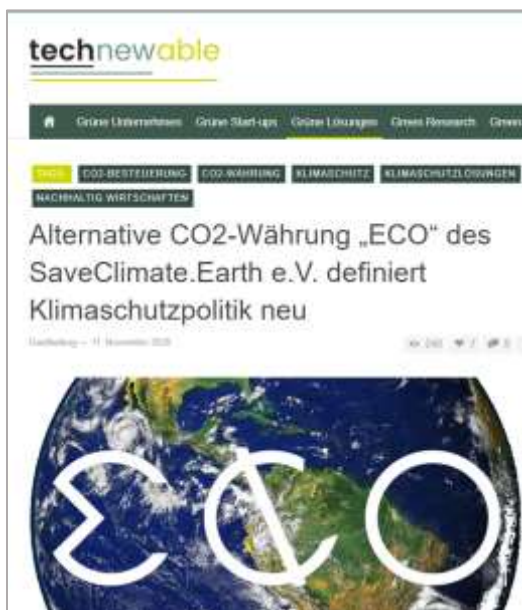 technewable
Grüne Unternehmen Grüne Start-ups Grüne Lösungen Green Research Green
TAGS CO2-BESTEUERUNG CO2-WÄHRUNG KLIMASCHUTZ KLIMASCHUTZLÖSUNGEN
NACHHALTIG WIRTSCHAFTEN
Alternative CO2-Währung „ECO“ des
SaveClimate.Earth e.V. definiert
Klimaschutzpolitik neu
ECO